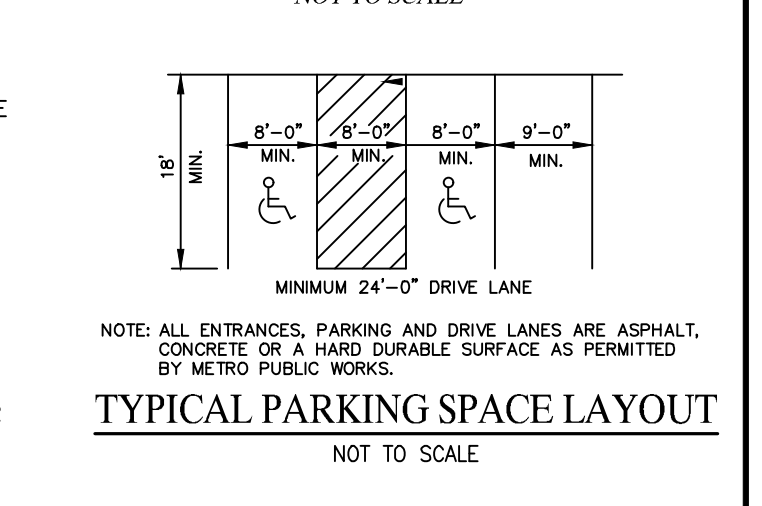 NOT TO SCALE
8'-0" 8'-0" 8'-0" 9'-0"
MIN. MIN. MIN. MIN.
18'
MIN.
MINIMUM 24'-0" DRIVE LANE
NOTE: ALL ENTRANCES, PARKING AND DRIVE LANES ARE ASPHALT,
CONCRETE OR A HARD DURABLE SURFACE AS PERMITTED
BY METRO PUBLIC WORKS.
TYPICAL PARKING SPACE LAYOUT
NOT TO SCALE